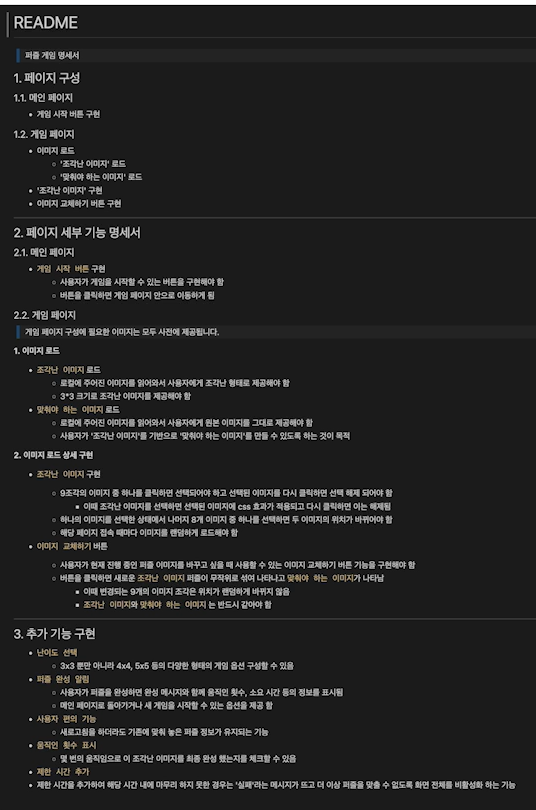 README
퍼즐 게임 명세서
1. 페이지 구성
1.1. 메인 페이지
• 게임 시작 버튼 구현
1.2. 게임 페이지
• 이미지 로드
◦ '조각난 이미지' 로드
◦ '맞춰야 하는 이미지' 로드
• '조각난 이미지' 구현
• 이미지 교체하기 버튼 구현
2. 페이지 세부 기능 명세서
2.1. 메인 페이지
• 게임 시작 버튼 구현
◦ 사용자가 게임을 시작할 수 있는 버튼을 구현해야 함
◦ 버튼을 클릭하면 게임 페이지 만으로 이동하게 됨
2.2. 게임 페이지
게임 페이지 구성에 필요한 이미지는 모두 사전에 제공됩니다.
1. 이미지 로드
• 조각난 이미지 로드
◦ 로컬에 주어진 이미지를 읽어와서 사용자에게 조각난 형태로 제공해야 함
◦ 3*3 크기로 조각난 이미지를 제공해야 함
• 맞춰야 하는 이미지 로드
◦ 로컬에 주어진 이미지를 읽어와서 사용자에게 원본 이미지를 그대로 제공해야 함
◦ 사용자가 '조각난 이미지'를 기반으로 '맞춰야 하는 이미지'를 만들 수 있도록 하는 것이 목적
2. 이미지 로드 상세 구현
• 조각난 이미지 구현
◦ 9조각의 이미지 중 하나를 클릭하면 선택되어야 하고 선택된 이미지를 다시 클릭하면 선택 해제 되어야 함
▪ 이때 조각난 이미지를 선택하면 선택된 이미지에 css 효과가 적용되고 다시 클릭하면 이는 해제됨
◦ 하나의 이미지를 선택한 상태에서 나머지 8개 이미지 중 하나를 선택하면 두 이미지의 위치가 바뀌어야 함
◦ 해당 페이지 접속 때마다 이미지를 랜덤하게 로드해야 함
• 이미지 교체하기 버튼
◦ 사용자가 현재 진행 중인 퍼즐 이미지를 바꾸고 싶을 때 사용할 수 있는 이미지 교체하기 버튼 기능을 구현해야 함
◦ 버튼을 클릭하면 새로운 조각난 이미지 퍼즐이 무작위로 섞여 나타나고 맞춰야 하는 이미지가 나타남
▪ 이때 변경되는 9개의 이미지 조각은 위치가 랜덤하게 바뀌지 않음
▪ 조각난 이미지와 맞춰야 하는 이미지 는 반드시 같아야 함
3. 추가 기능 구현
• 난이도 선택
◦ 3x3 뿐만 아니라 4x4, 5x5 등의 다양한 형태의 게임 옵션 구성할 수 있음
• 퍼즐 완성 알림
◦ 사용자가 퍼즐을 완성하면 완성 메시지와 함께 움직인 횟수, 소요 시간 등의 정보를 표시됨
◦ 메인 페이지로 돌아가거나 새 게임을 시작할 수 있는 옵션을 제공 함
• 사용자 편의 기능
◦ 새로고침을 하더라도 기존에 맞춰 놓은 퍼즐 정보가 유지되는 기능
• 움직인 횟수 표시
◦ 몇 번의 움직임으로 이 조각난 이미지를 최종 완성 했는지를 체크할 수 있음
• 제한 시간 추가
• 제한 시간을 추가하여 해당 시간 내에 마무리 하지 못한 경우는 '실패'라는 메시지가 뜨고 더 이상 퍼즐을 맞출 수 없도록 화면 전체를 비활성화 하는 기능